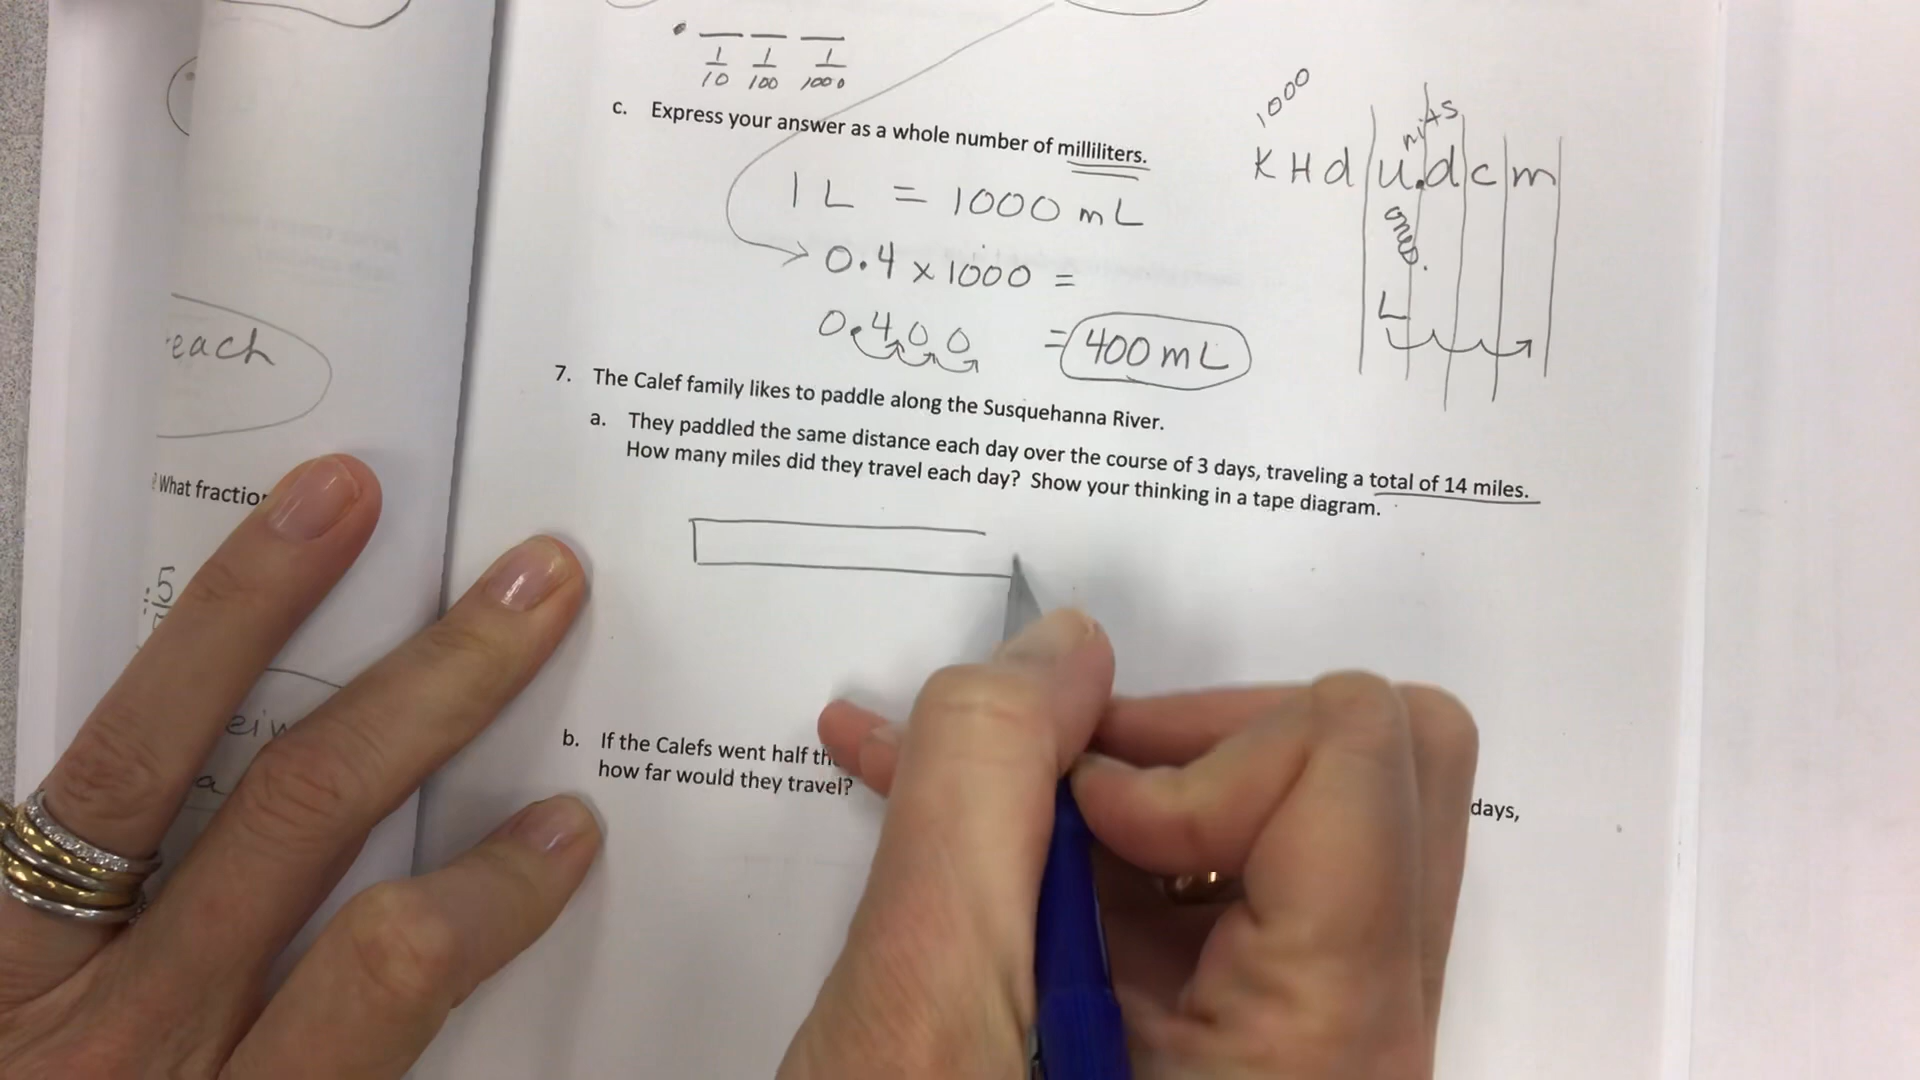 1 1 1
10 100 1000
c. Express your answer as a whole number of milliliters.
1 L = 1000 mL
0.4 x 1000 =
0.400 = 400 mL
1000
K H d u.d c m
nits
ones.
L
7. The Calef family likes to paddle along the Susquehanna River.
a. They paddled the same distance each day over the course of 3 days, traveling a total of 14 miles.
How many miles did they travel each day? Show your thinking in a tape diagram.
b. If the Calefs went half
days,
how far would they travel?
each
What
5
a